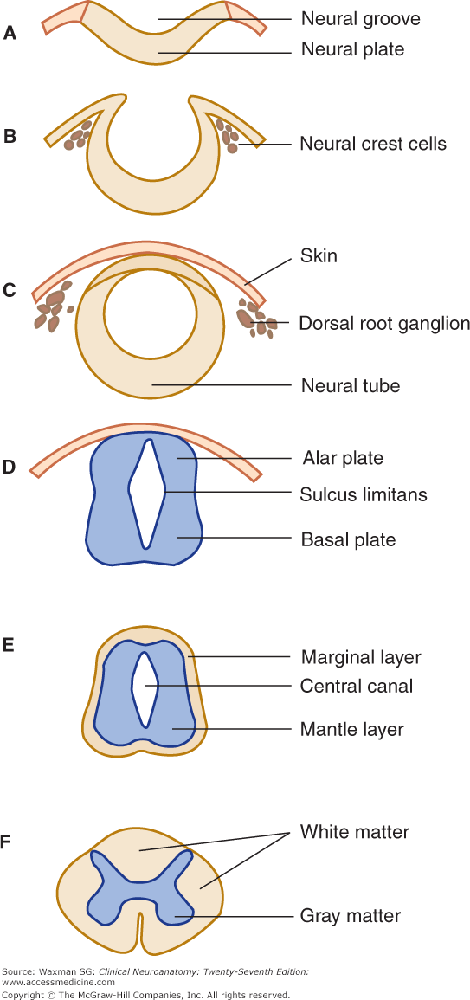 A
Neural groove
Neural plate
B
Neural crest cells
C
Skin
Dorsal root ganglion
Neural tube
D
Alar plate
Sulcus limitans
Basal plate
E
Marginal layer
Central canal
Mantle layer
F
White matter
Gray matter
Source: Waxman SG: Clinical Neuroanatomy: Twenty-Seventh Edition:
www.accessmedicine.com
Copyright © The McGraw-Hill Companies, Inc. All rights reserved.